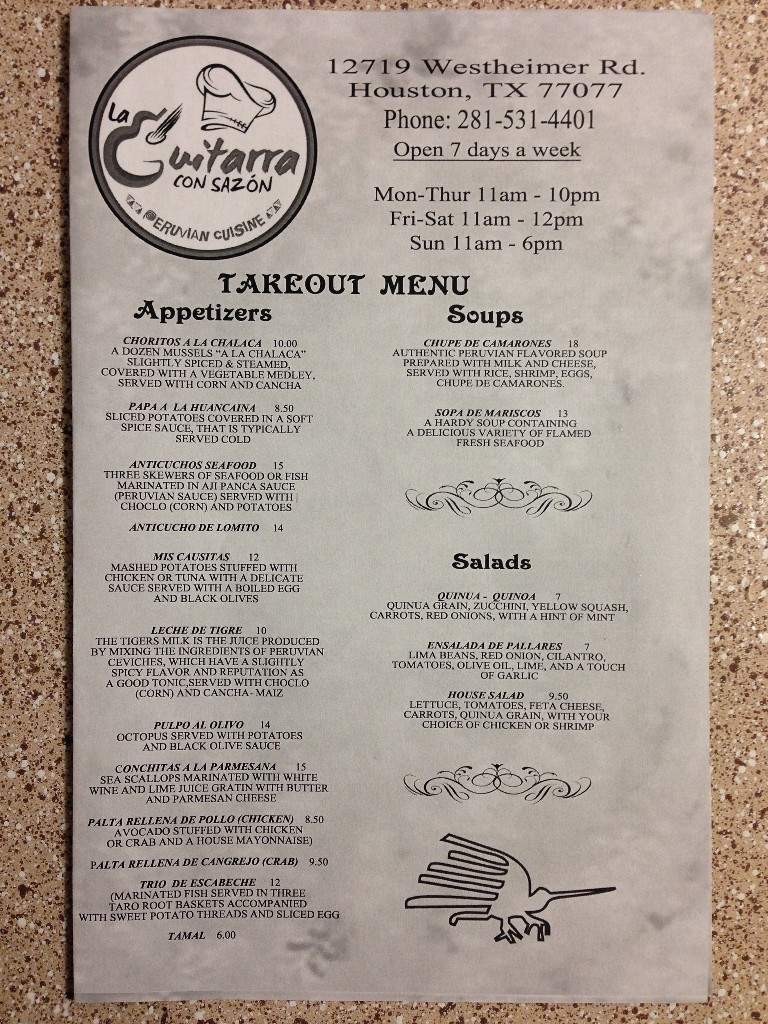 La Guitarra
CON SAZÓN
PERUVIAN CUISINE
12719 Westheimer Rd.
Houston, TX 77077
Phone: 281-531-4401
Open 7 days a week
Mon-Thur 11am - 10pm
Fri-Sat 11am - 12pm
Sun 11am - 6pm
TAKEOUT MENU
Appetizers
CHORITOS A LA CHALACA 10.00
A DOZEN MUSSELS "A LA CHALACA"
SLIGHTLY SPICED & STEAMED,
COVERED WITH A VEGETABLE MEDLEY,
SERVED WITH CORN AND CANCHA
PAPA A LA HUANCAINA 8.50
SLICED POTATOES COVERED IN A SOFT
SPICE SAUCE, THAT IS TYPICALLY
SERVED COLD
ANTICUCHOS SEAFOOD 15
THREE SKEWERS OF SEAFOOD OR FISH
MARINATED IN AJI PANCA SAUCE
(PERUVIAN SAUCE) SERVED WITH
CHOCLO (CORN) AND POTATOES
ANTICUCHO DE LOMITO 14
MIS CAUSITAS 12
MASHED POTATOES STUFFED WITH
CHICKEN OR TUNA WITH A DELICATE
SAUCE SERVED WITH A BOILED EGG
AND BLACK OLIVES
LECHE DE TIGRE 10
THE TIGERS MILK IS THE JUICE PRODUCED
BY MIXING THE INGREDIENTS OF PERUVIAN
CEVICHES, WHICH HAVE A SLIGHTLY
SPICY FLAVOR AND REPUTATION AS
A GOOD TONIC,SERVED WITH CHOCLO
(CORN) AND CANCHA- MAIZ
PULPO AL OLIVO 14
OCTOPUS SERVED WITH POTATOES
AND BLACK OLIVE SAUCE
CONCHITAS A LA PARMESANA 15
SEA SCALLOPS MARINATED WITH WHITE
WINE AND LIME JUICE GRATIN WITH BUTTER
AND PARMESAN CHEESE
PALTA RELLENA DE POLLO (CHICKEN) 8.50
AVOCADO STUFFED WITH CHICKEN
OR CRAB AND A HOUSE MAYONNAISE)
PALTA RELLENA DE CANGREJO (CRAB) 9.50
TRIO DE ESCABECHE 12
(MARINATED FISH SERVED IN THREE
TARO ROOT BASKETS ACCOMPANIED
WITH SWEET POTATO THREADS AND SLICED EGG
TAMAL 6.00
Soups
CHUPE DE CAMARONES 18
AUTHENTIC PERUVIAN FLAVORED SOUP
PREPARED WITH MILK AND CHEESE,
SERVED WITH RICE, SHRIMP, EGGS,
CHUPE DE CAMARONES.
SOPA DE MARISCOS 13
A HARDY SOUP CONTAINING
A DELICIOUS VARIETY OF FLAMED
FRESH SEAFOOD
Salads
QUINUA - QUINOA 7
QUINUA GRAIN, ZUCCHINI, YELLOW SQUASH,
CARROTS, RED ONIONS, WITH A HINT OF MINT
ENSALADA DE PALLARES 7
LIMA BEANS, RED ONION, CILANTRO,
TOMATOES, OLIVE OIL, LIME, AND A TOUCH
OF GARLIC
HOUSE SALAD 9.50
LETTUCE, TOMATOES, FETA CHEESE,
CARROTS, QUINUA GRAIN, WITH YOUR
CHOICE OF CHICKEN OR SHRIMP